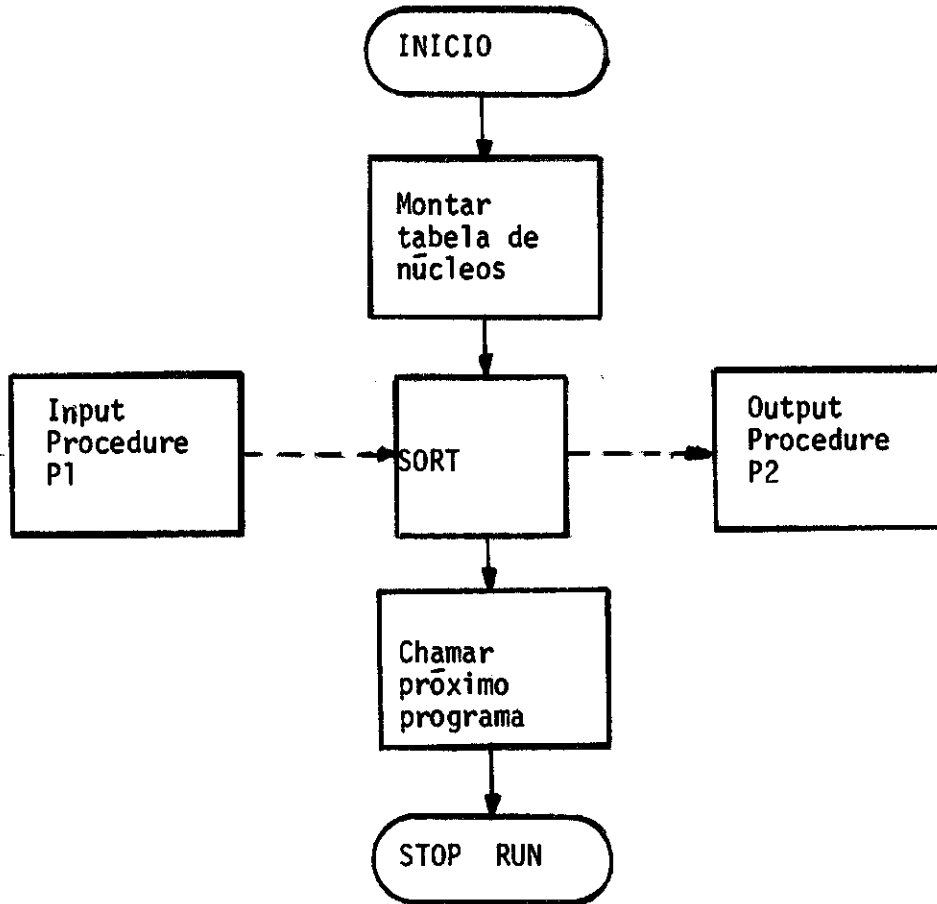 INICIO
Montar
tabela de
núcleos
Input
Procedure
P1
SORT
Output
Procedure
P2
Chamar
próximo
programa
STOP RUN